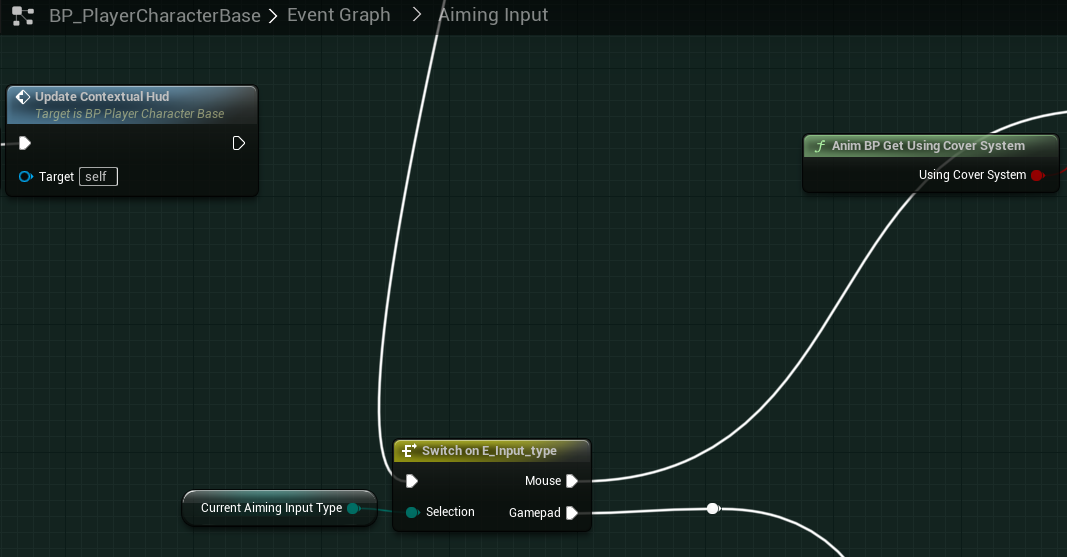 BP_PlayerCharacterBase > Event Graph > Aiming Input
Update Contextual Hud
Target is BP Player Character Base
Target self
Anim BP Get Using Cover System
Using Cover System
Switch on E_Input_type
Mouse
Current Aiming Input Type
Selection
Gamepad